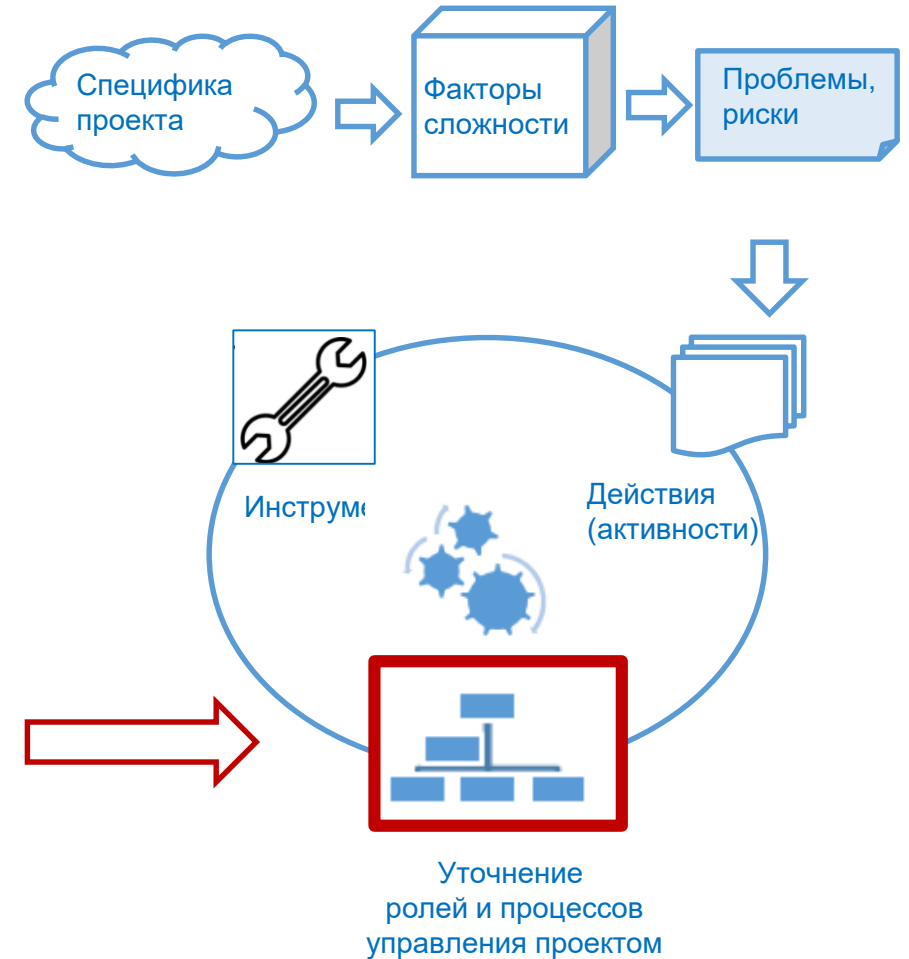 Специфика
проекта
Факторы
сложности
Проблемы,
риски
Инструме
Действия
(активности)
Уточнение
ролей и процессов
управления проектом